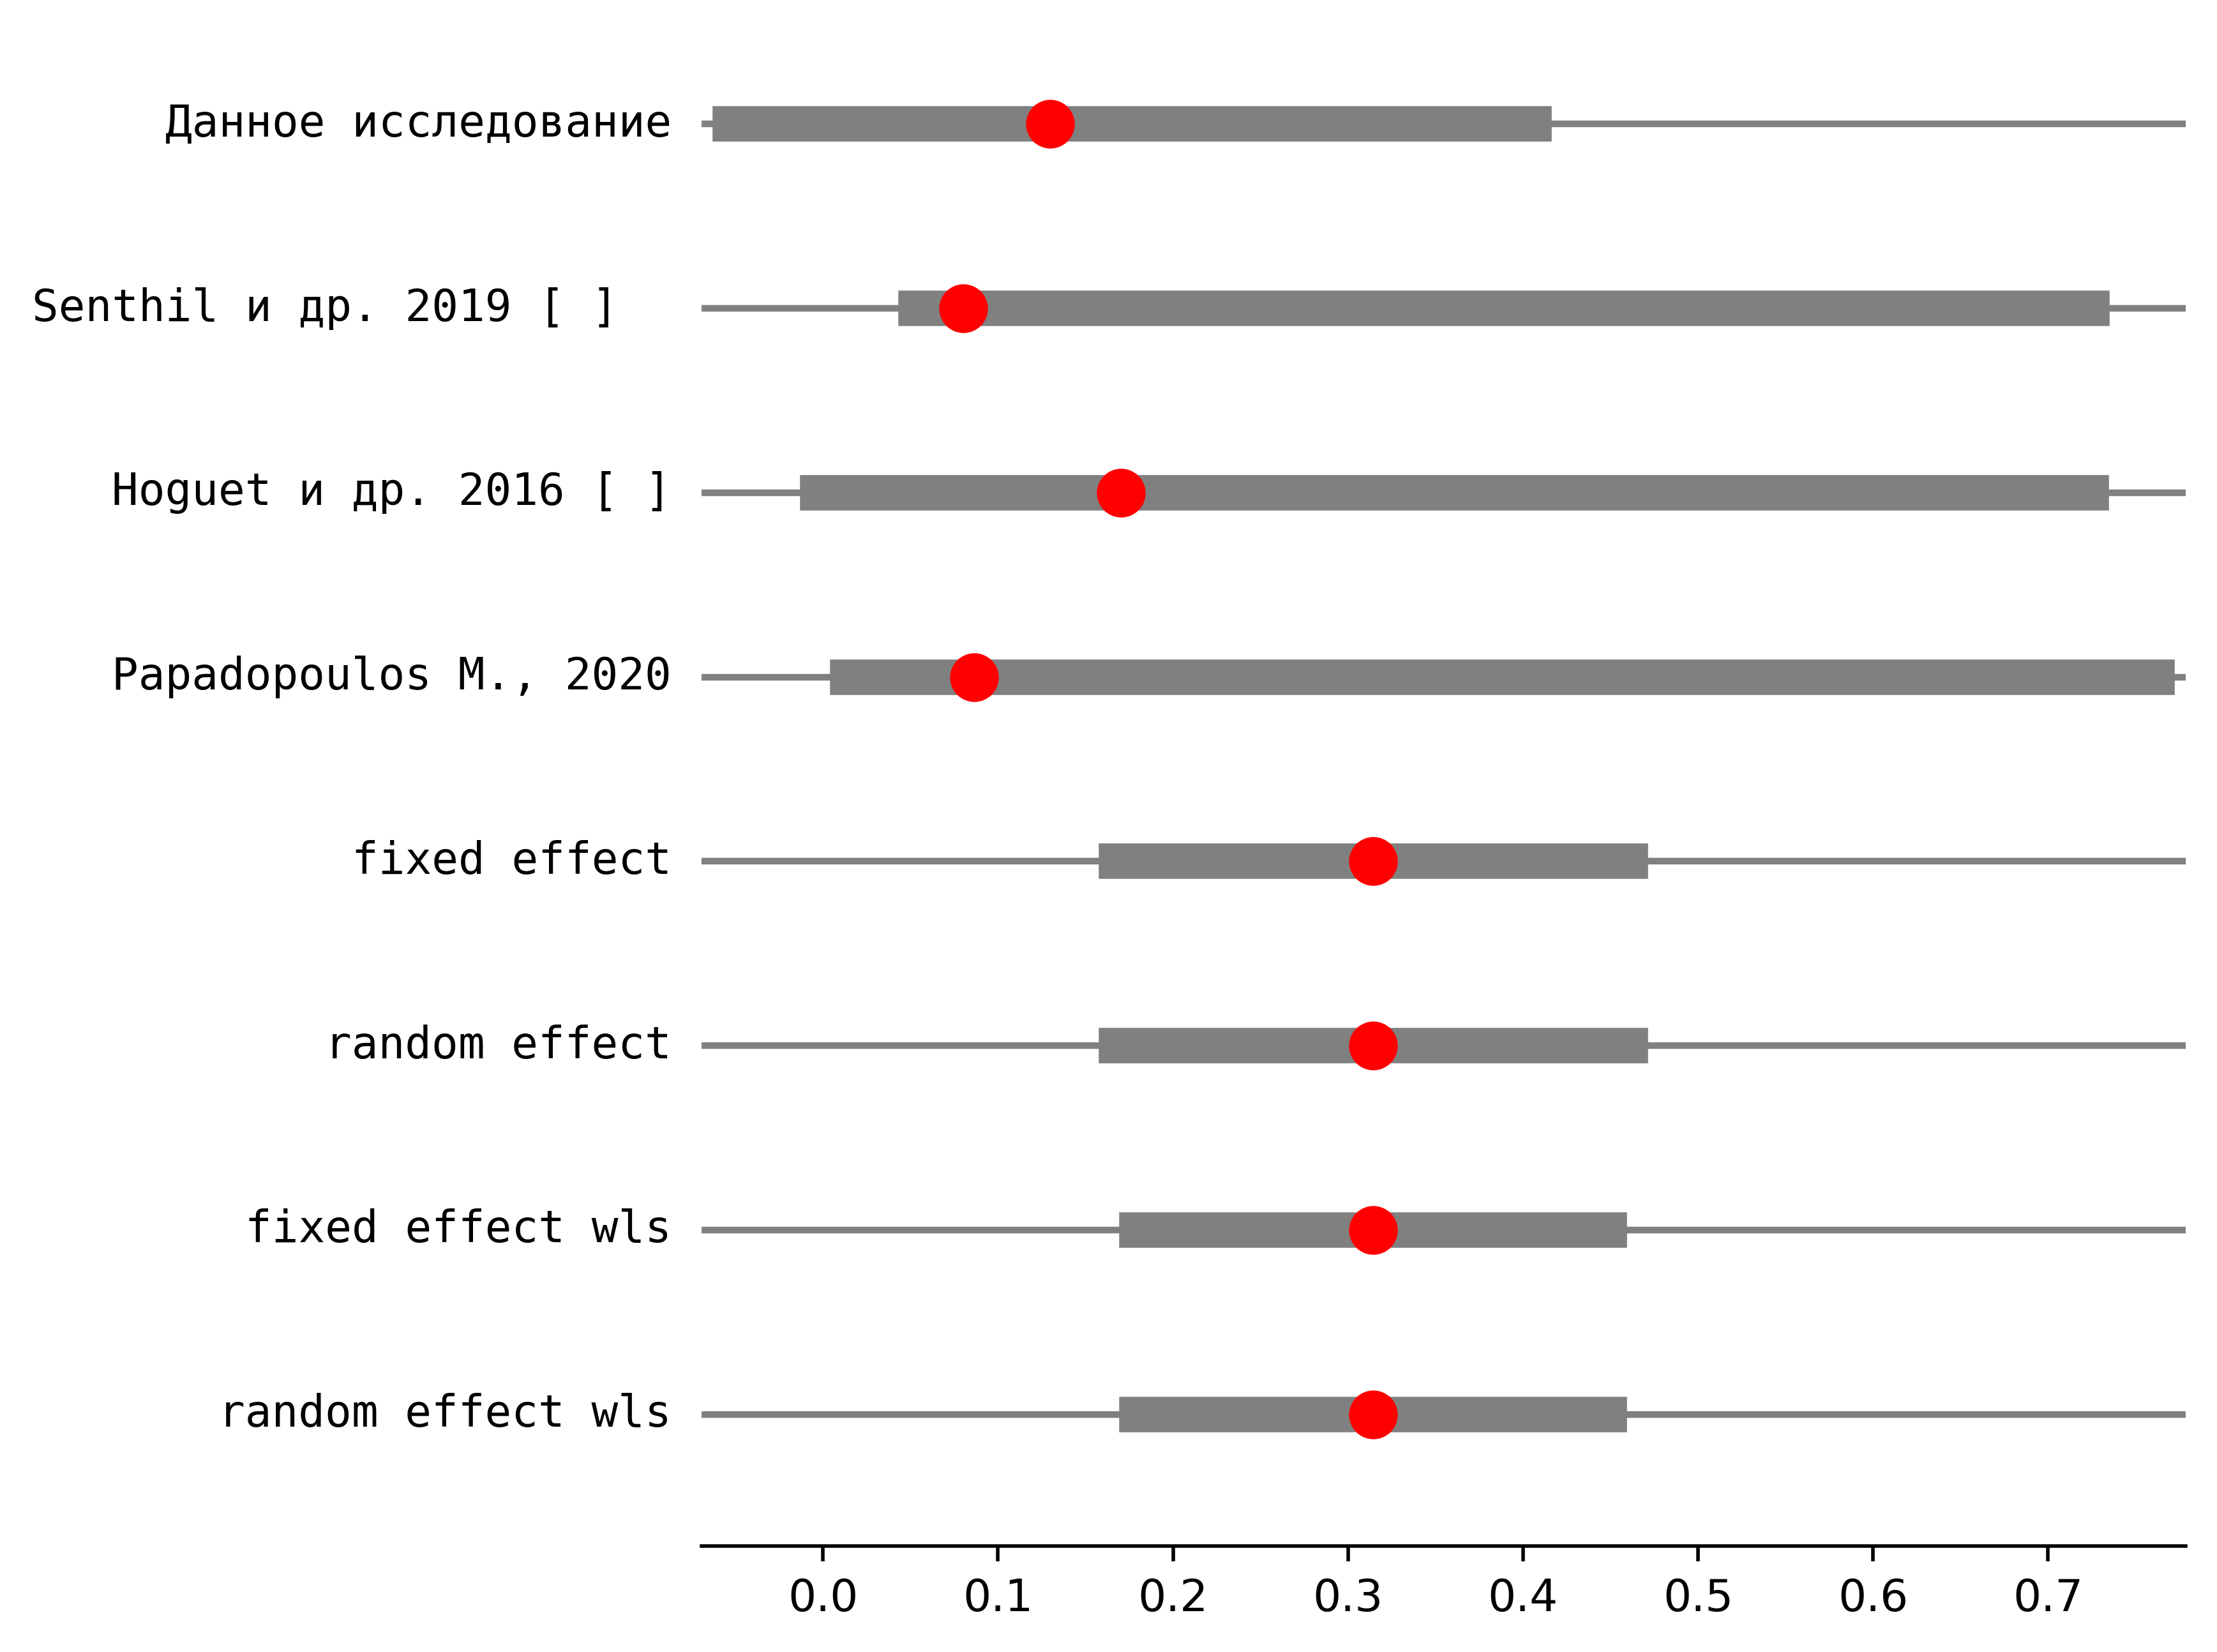 Данное исследование
Senthil и др. 2019 [ ]
Hoguet и др. 2016 [ ]
Papadopoulos M., 2020
fixed effect
random effect
fixed effect wls
random effect wls
0.0 0.1 0.2 0.3 0.4 0.5 0.6 0.7